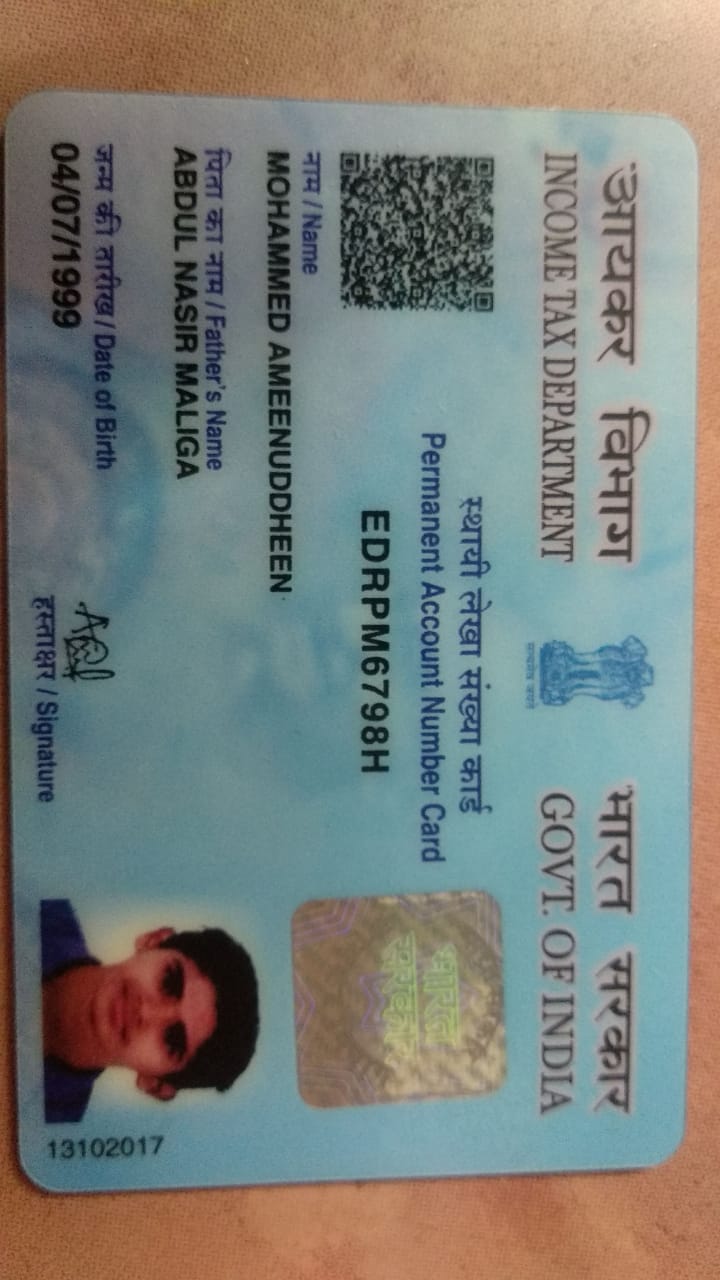 आयकर विभाग
INCOME TAX DEPARTMENT
भारत सरकार
GOVT. OF INDIA
सत्यमेव जयते
स्थायी लेखा संख्या कार्ड
Permanent Account Number Card
EDRPM6798H
भारत सरकार
नाम / Name
MOHAMMED AMEENUDDHEEN
पिता का नाम / Father's Name
ABDUL NASIR MALIGA
जन्म की तारीख / Date of Birth
04/07/1999
हस्ताक्षर / Signature
13102017